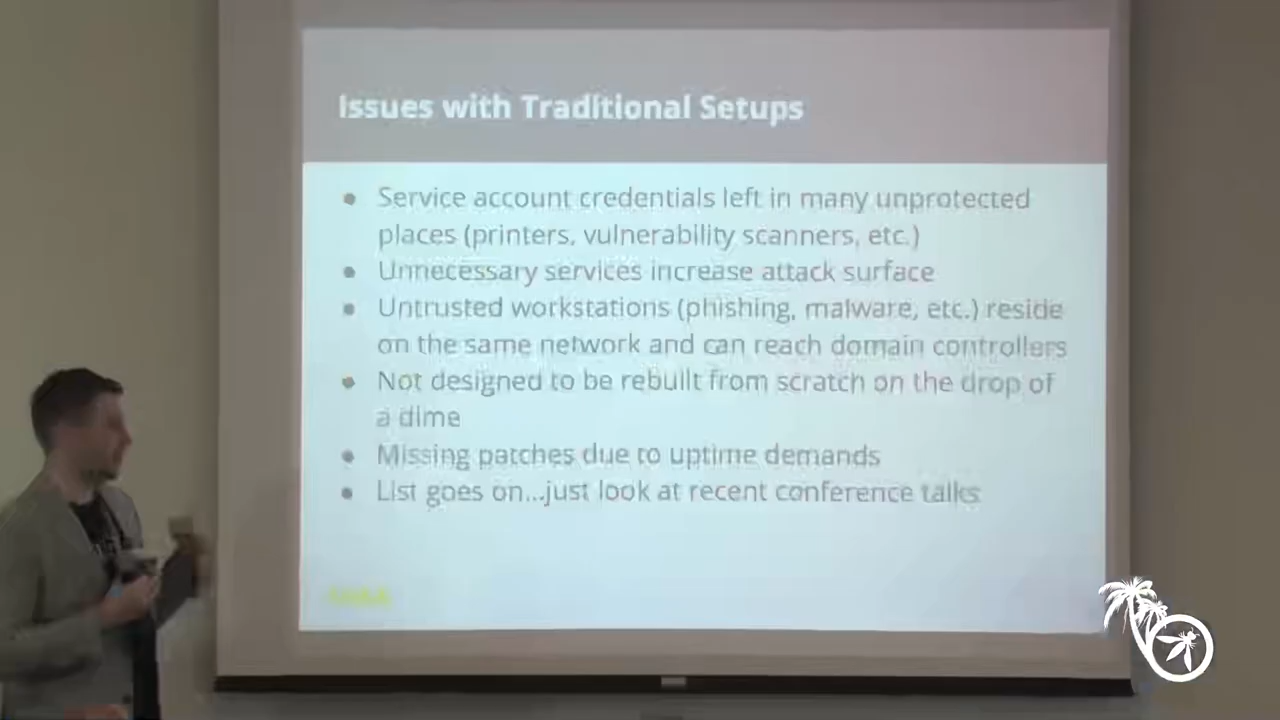 Issues with Traditional Setups
● Service account credentials left in many unprotected
places (printers, vulnerability scanners, etc.)
● Unnecessary services increase attack surface
● Untrusted workstations (phishing, malware, etc.) reside
on the same network and can reach domain controllers
● Not designed to be rebuilt from scratch on the drop of
a dime
● Missing patches due to uptime demands
● List goes on...just look at recent conference talks